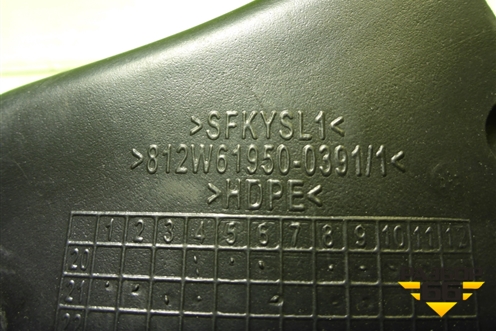 >SFKYSL1<
>812W61950-0391/1<
>HDPE<
1 2 3 4 5 6 7 8 9 10 11 12
20
21